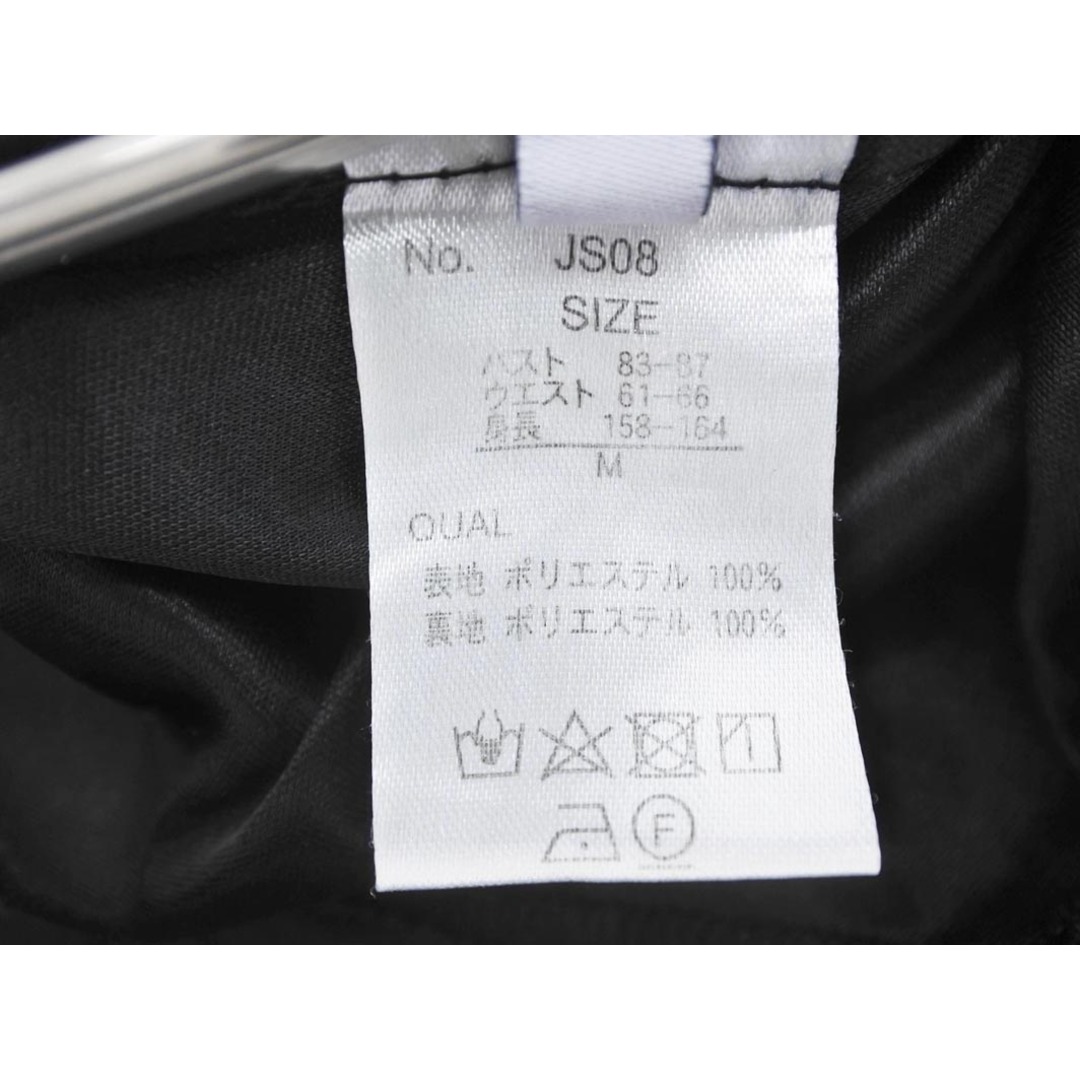 No. JS08
SIZE
バスト 83-87
ウエスト 61-66
身長 158-164
M
QUAL
表地 ポリエステル 100%
裏地 ポリエステル 100%
F